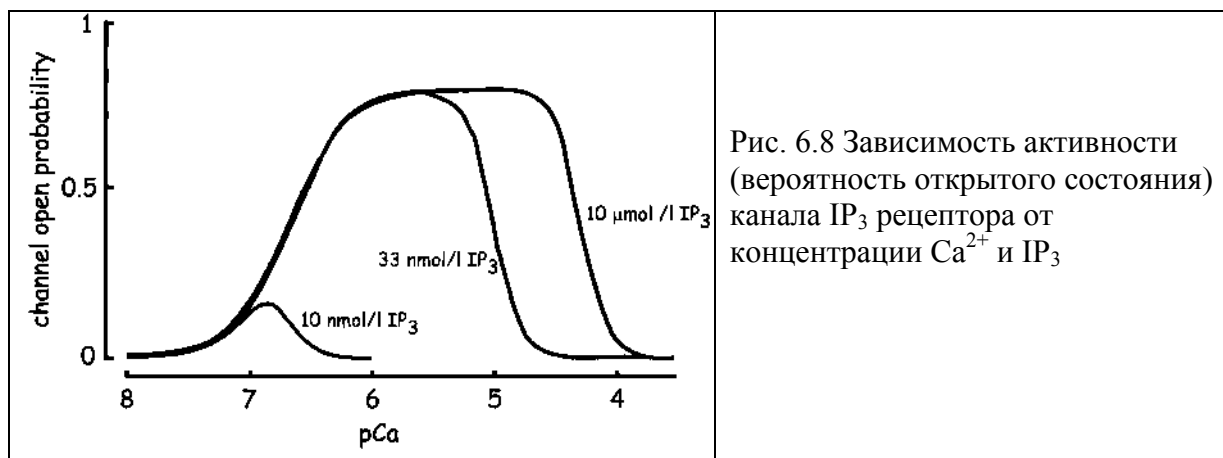 1
channel open probability
0.5
10 μmol /l IP₃
33 nmol/l IP₃
10 nmol/l IP₃
0
8 7 6 5 4
pCa
Рис. 6.8 Зависимость активности
(вероятность открытого состояния)
канала IP₃ рецептора от
концентрации Ca²⁺ и IP₃